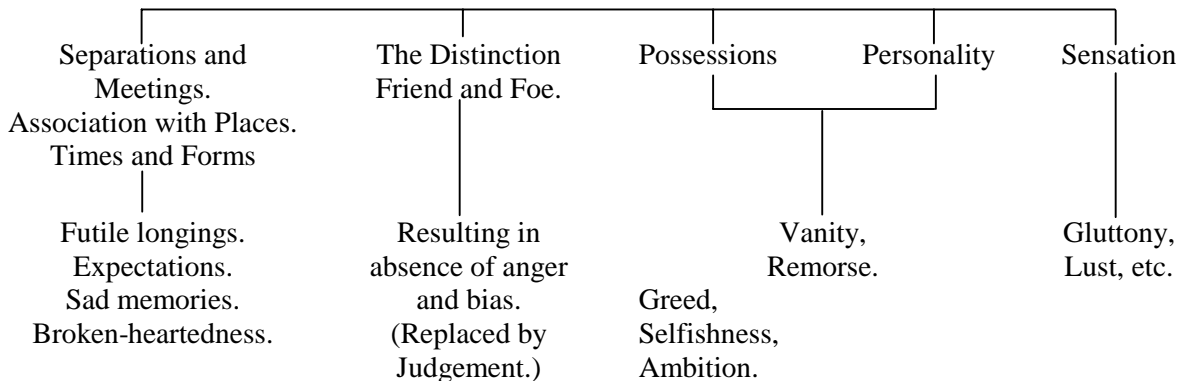 Separations and
Meetings.
Association with Places.
Times and Forms
The Distinction
Friend and Foe.
Possessions
Personality
Sensation
Futile longings.
Expectations.
Sad memories.
Broken-heartedness.
Resulting in
absence of anger
and bias.
(Replaced by
Judgement.)
Vanity,
Remorse.
Greed,
Selfishness,
Ambition.
Gluttony,
Lust, etc.